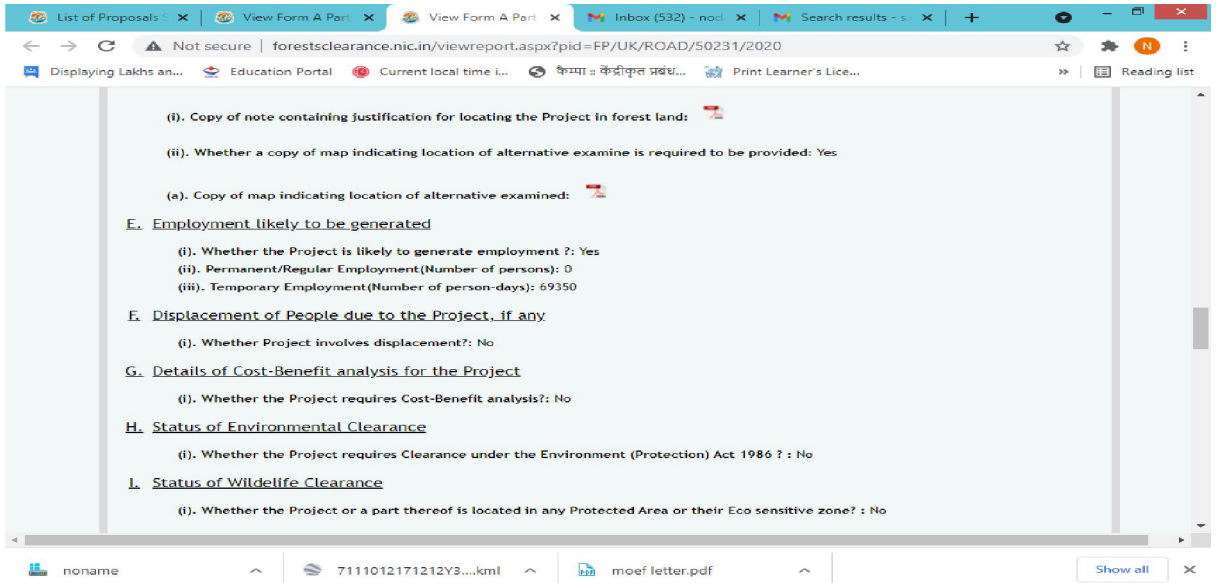 List of Proposals S
View Form A Part
View Form A Part
Inbox (532) - nod
Search results - s
Not secure | forestsclearance.nic.in/viewreport.aspx?pid=FP/UK/ROAD/50231/2020
N
Displaying Lakhs an...
Education Portal
Current local time i...
कैम्पा :: केंद्रीकृत प्रबंध...
Print Learner's Lice...
Reading list
(i). Copy of note containing justification for locating the Project in forest land:
(ii). Whether a copy of map indicating location of alternative examine is required to be provided: Yes
(a). Copy of map indicating location of alternative examined:
E. Employment likely to be generated
(i). Whether the Project is likely to generate employment ?: Yes
(ii). Permanent/Regular Employment(Number of persons): 0
(iii). Temporary Employment(Number of person-days): 69350
F. Displacement of People due to the Project, if any
(i). Whether Project involves displacement?: No
G. Details of Cost-Benefit analysis for the Project
(i). Whether the Project requires Cost-Benefit analysis?: No
H. Status of Environmental Clearance
(i). Whether the Project requires Clearance under the Environment (Protection) Act 1986 ? : No
I. Status of Wildelife Clearance
(i). Whether the Project or a part thereof is located in any Protected Area or their Eco sensitive zone? : No
noname
7111012171212Y3....kml
moef letter.pdf
Show all